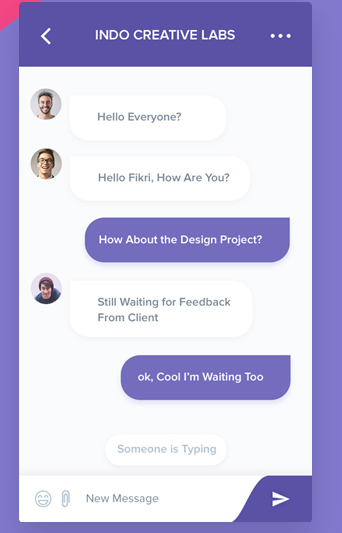 INDO CREATIVE LABS
Hello Everyone?
Hello Fikri, How Are You?
How About the Design Project?
Still Waiting for Feedback
From Client
ok, Cool I'm Waiting Too
Someone is Typing
New Message